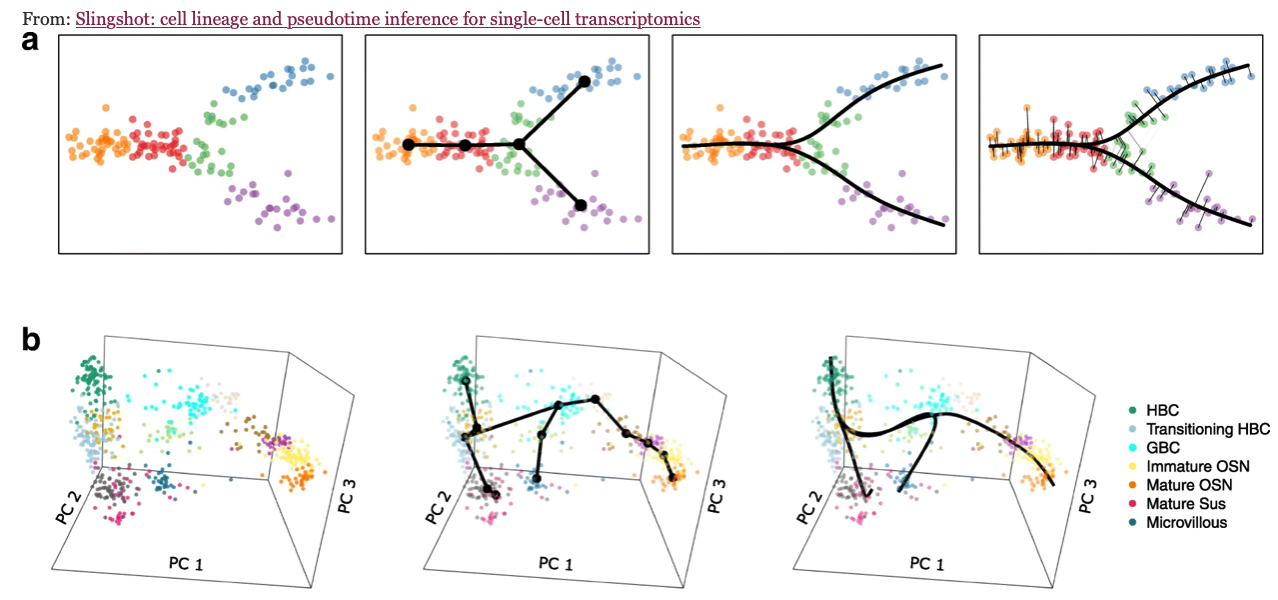 From: Slingshot: cell lineage and pseudotime inference for single-cell transcriptomics
a
b
PC 2
PC 1
PC 3
PC 2
PC 1
PC 3
PC 2
PC 1
PC 3
HBC
Transitioning HBC
GBC
Immature OSN
Mature OSN
Mature Sus
Microvillous